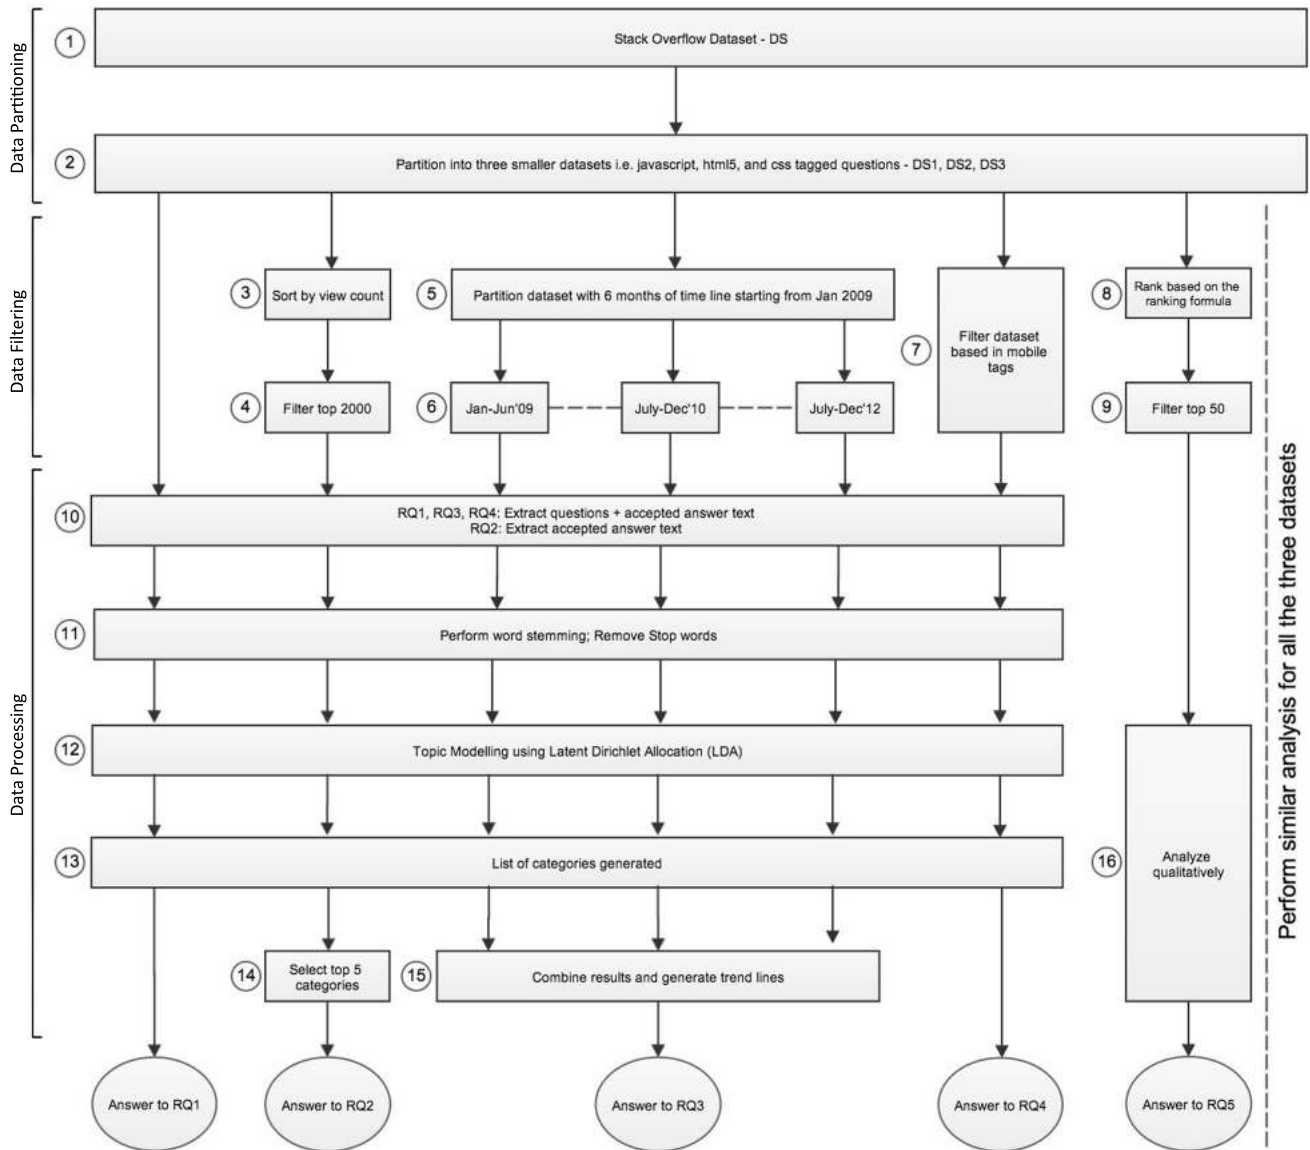 Data Partitioning
1
Stack Overflow Dataset - DS
2
Partition into three smaller datasets i.e. javascript, html5, and css tagged questions - DS1, DS2, DS3
Data Filtering
3
Sort by view count
5
Partition dataset with 6 months of time line starting from Jan 2009
7
Filter dataset
based in mobile
tags
8
Rank based on the
ranking formula
4
Filter top 2000
6
Jan-Jun'09
July-Dec'10
July-Dec'12
9
Filter top 50
Perform similar analysis for all the three datasets
Data Processing
10
RQ1, RQ3, RQ4: Extract questions + accepted answer text
RQ2: Extract accepted answer text
11
Perform word stemming; Remove Stop words
12
Topic Modelling using Latent Dirichlet Allocation (LDA)
13
List of categories generated
16
Analyze
qualitatively
14
Select top 5
categories
15
Combine results and generate trend lines
Answer to RQ1
Answer to RQ2
Answer to RQ3
Answer to RQ4
Answer to RQ5